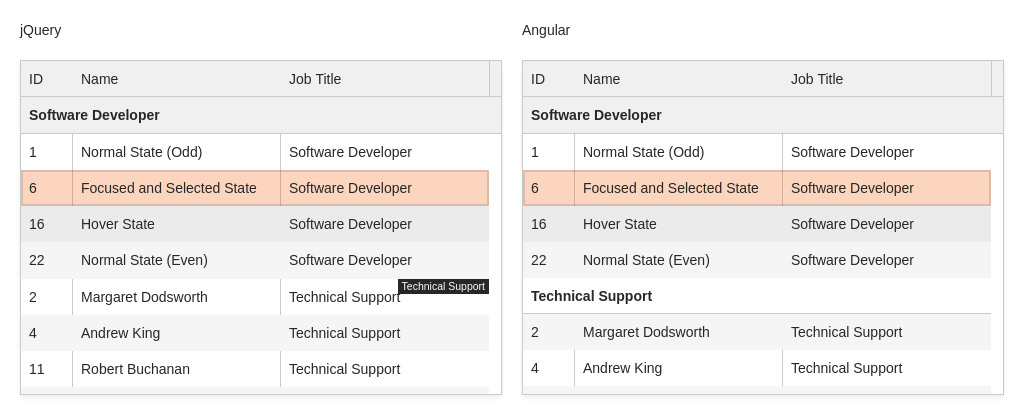 jQuery
ID Name Job Title
Software Developer
1 Normal State (Odd) Software Developer
6 Focused and Selected State Software Developer
16 Hover State Software Developer
22 Normal State (Even) Software Developer
Technical Support
2 Margaret Dodsworth Technical Support
4 Andrew King Technical Support
11 Robert Buchanan Technical Support
Angular
ID Name Job Title
Software Developer
1 Normal State (Odd) Software Developer
6 Focused and Selected State Software Developer
16 Hover State Software Developer
22 Normal State (Even) Software Developer
Technical Support
2 Margaret Dodsworth Technical Support
4 Andrew King Technical Support